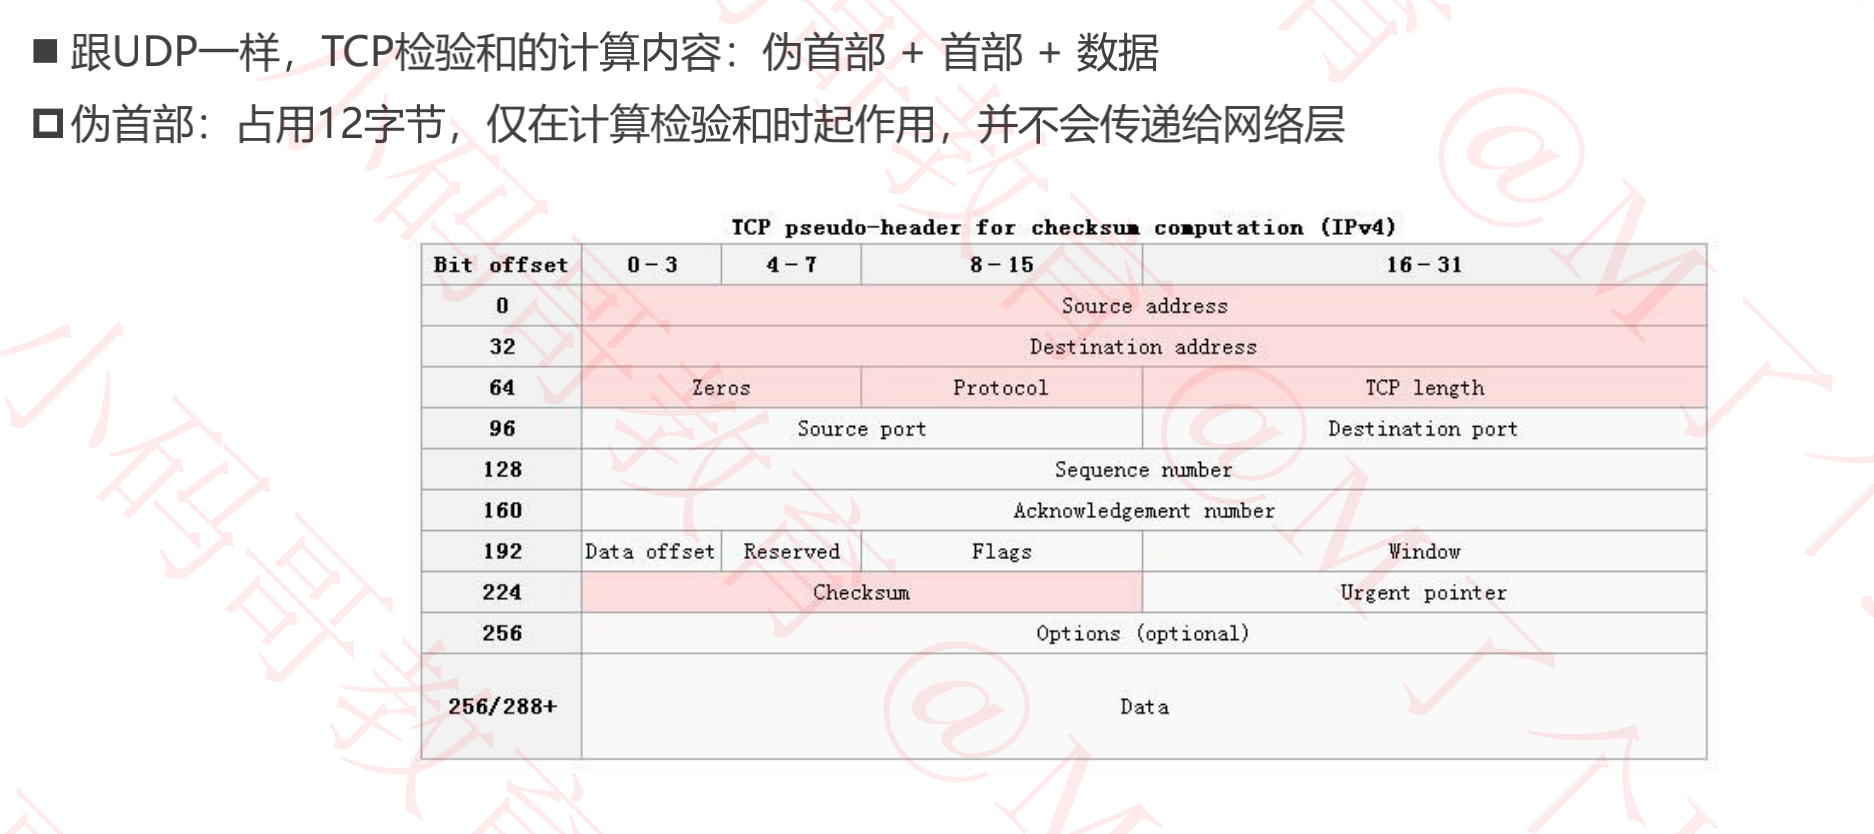 ■ 跟UDP一样，TCP检验和的计算内容：伪首部 + 首部 + 数据
伪首部：占用12字节，仅在计算检验和时起作用，并不会传递给网络层
TCP pseudo-header for checksum computation (IPv4)
Bit offset 0-3 4-7 8-15 16-31
0 Source address
32 Destination address
64 Zeros Protocol TCP length
96 Source port Destination port
128 Sequence number
160 Acknowledgement number
192 Data offset Reserved Flags Window
224 Checksum Urgent pointer
256 Options (optional)
256/288+ Data
小码哥教育 @M了个J